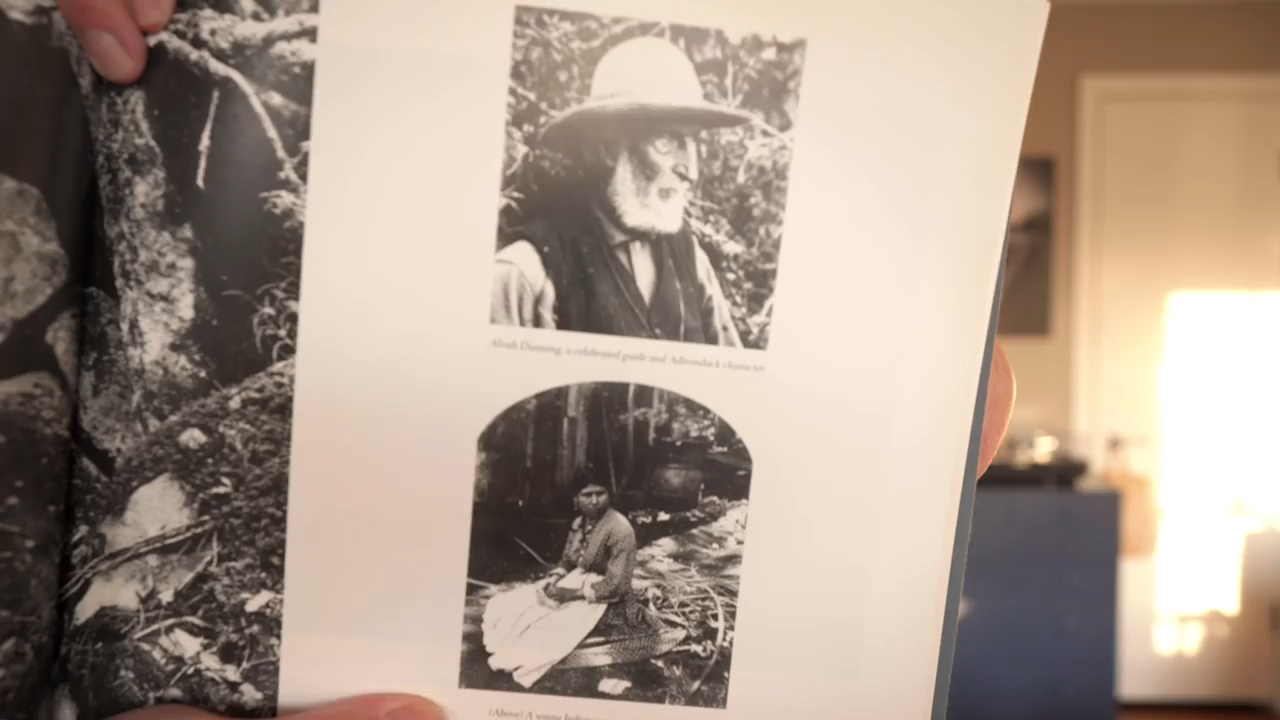 Alvah Dunning, a celebrated guide and Adirondack character
(Above) A young